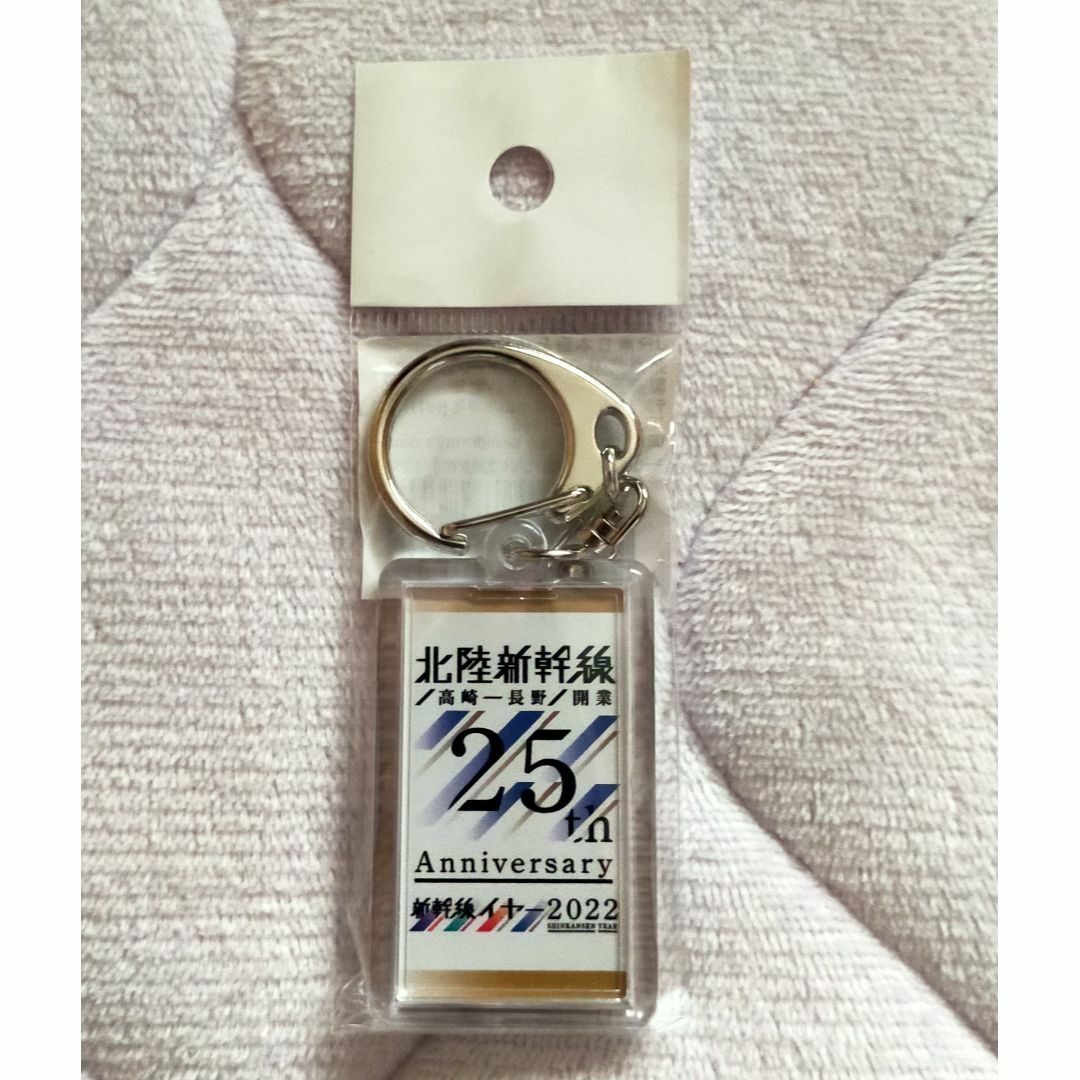 北陸新幹線
/高崎ー長野/開業
25th
Anniversary
新幹線イヤー2022
SHINKANSEN YEAR